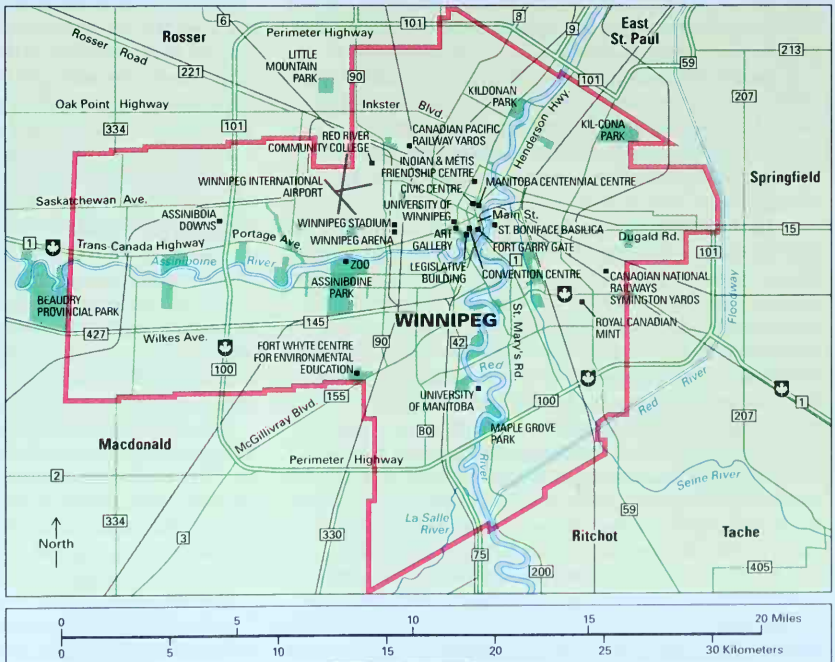 6
101
8
9
East
St. Paul
Rosser
Perimeter Highway
Rosser Road
LITTLE
MOUNTAIN
PARK
90
59
213
221
101
KILDONAN
PARK
207
Oak Point Highway
Inkster Blvd.
Henderson Hwy.
334
101
RED RIVER
COMMUNITY COLLEGE
CANADIAN PACIFIC
RAILWAY YARDS
KIL-CONA
PARK
INDIAN & METIS
FRIENDSHIP CENTRE
WINNIPEG INTERNATIONAL
AIRPORT
CIVIC CENTRE
MANITOBA CENTENNIAL CENTRE
Springfield
Saskatchewan Ave.
UNIVERSITY OF
WINNIPEG
Main St.
ASSINIBOIA
DOWNS
WINNIPEG STADIUM
WINNIPEG ARENA
ART
GALLERY
ST. BONIFACE BASILICA
15
1
Trans-Canada Highway
Portage Ave.
FORT GARRY GATE
Dugald Rd.
101
Assiniboine River
ZOO
ASSINIBOINE
PARK
LEGISLATIVE
BUILDING
1
CONVENTION CENTRE
CANADIAN NATIONAL
RAILWAYS
SYMINGTON YARDS
Floodway
BEAUDRY
PROVINCIAL PARK
145
WINNIPEG
St. Mary's Rd
ROYAL CANADIAN
MINT
427
Wilkes Ave.
90
42
FORT WHYTE CENTRE
FOR ENVIRONMENTAL
EDUCATION
100
Red
River
155
UNIVERSITY
OF MANITOBA
100
Red River
1
McGillivray Blvd.
80
MAPLE GROVE
PARK
207
Macdonald
Perimeter Highway
2
Seine River
334
La Salle
River
59
North
3
330
75
Ritchot
Tache
200
405
0 5 10 15 20 Miles
0 5 10 15 20 25 30 Kilometers